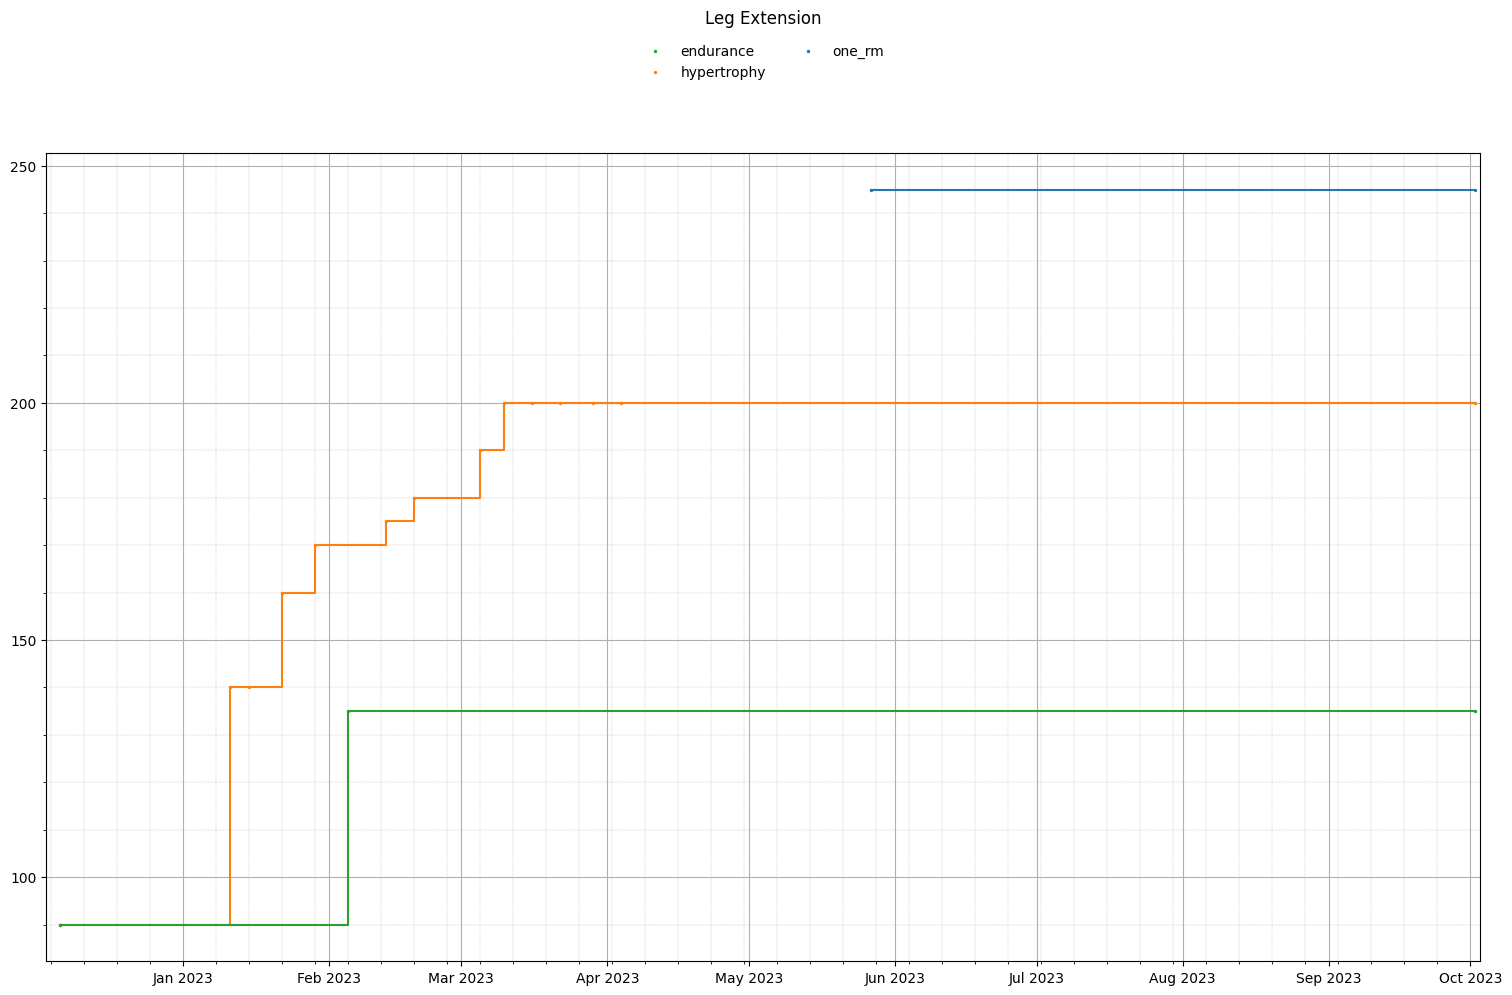 Leg Extension
endurance
one_rm
hypertrophy
250
200
150
100
Jan 2023
Feb 2023
Mar 2023
Apr 2023
May 2023
Jun 2023
Jul 2023
Aug 2023
Sep 2023
Oct 2023